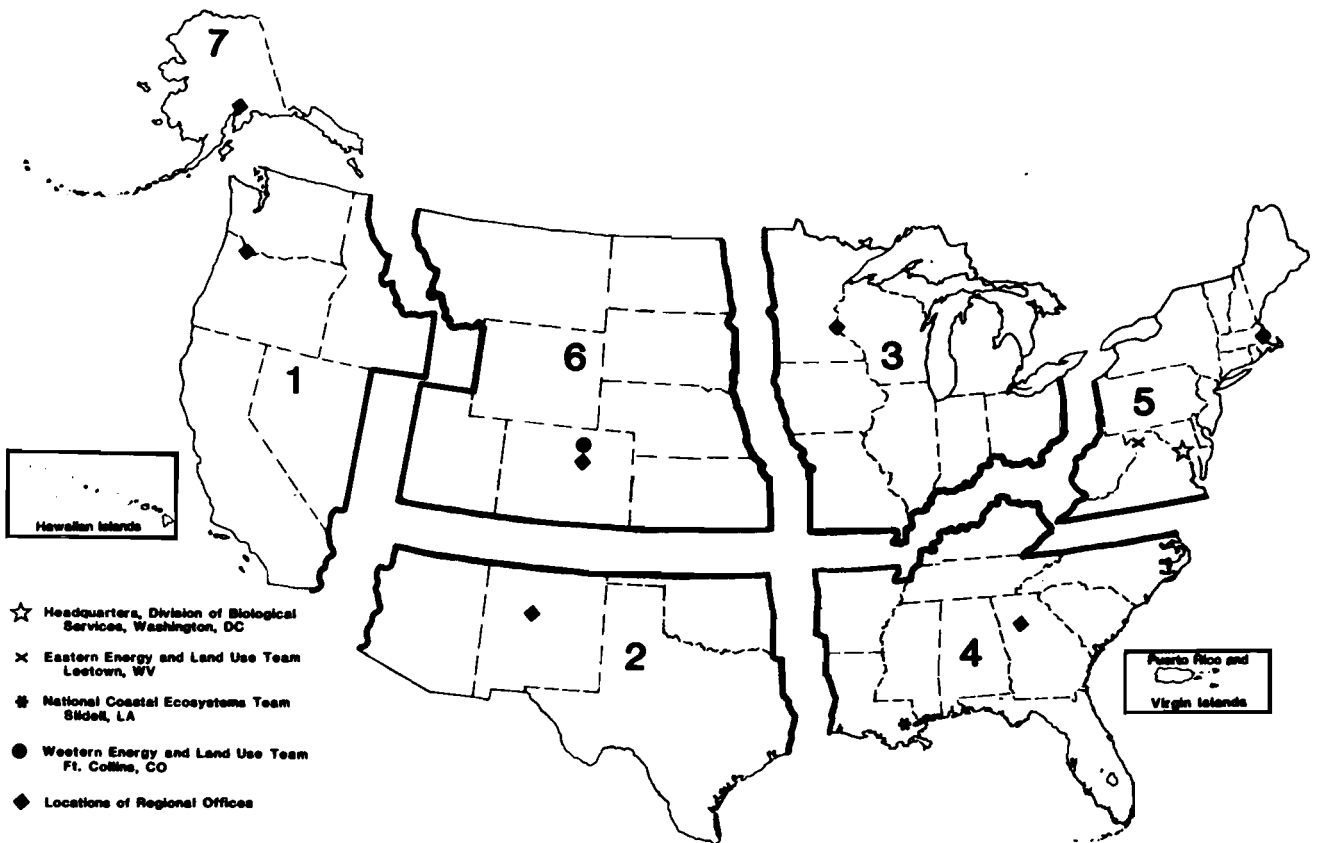 7
6
3
1
5
Hawaiian Islands
☆ Headquarters, Division of Biological
Services, Washington, DC
× Eastern Energy and Land Use Team
Leetown, WV
✱ National Coastal Ecosystems Team
Slidell, LA
● Western Energy and Land Use Team
Ft. Collins, CO
◆ Locations of Regional Offices
2
4
Puerto Rico and
Virgin Islands